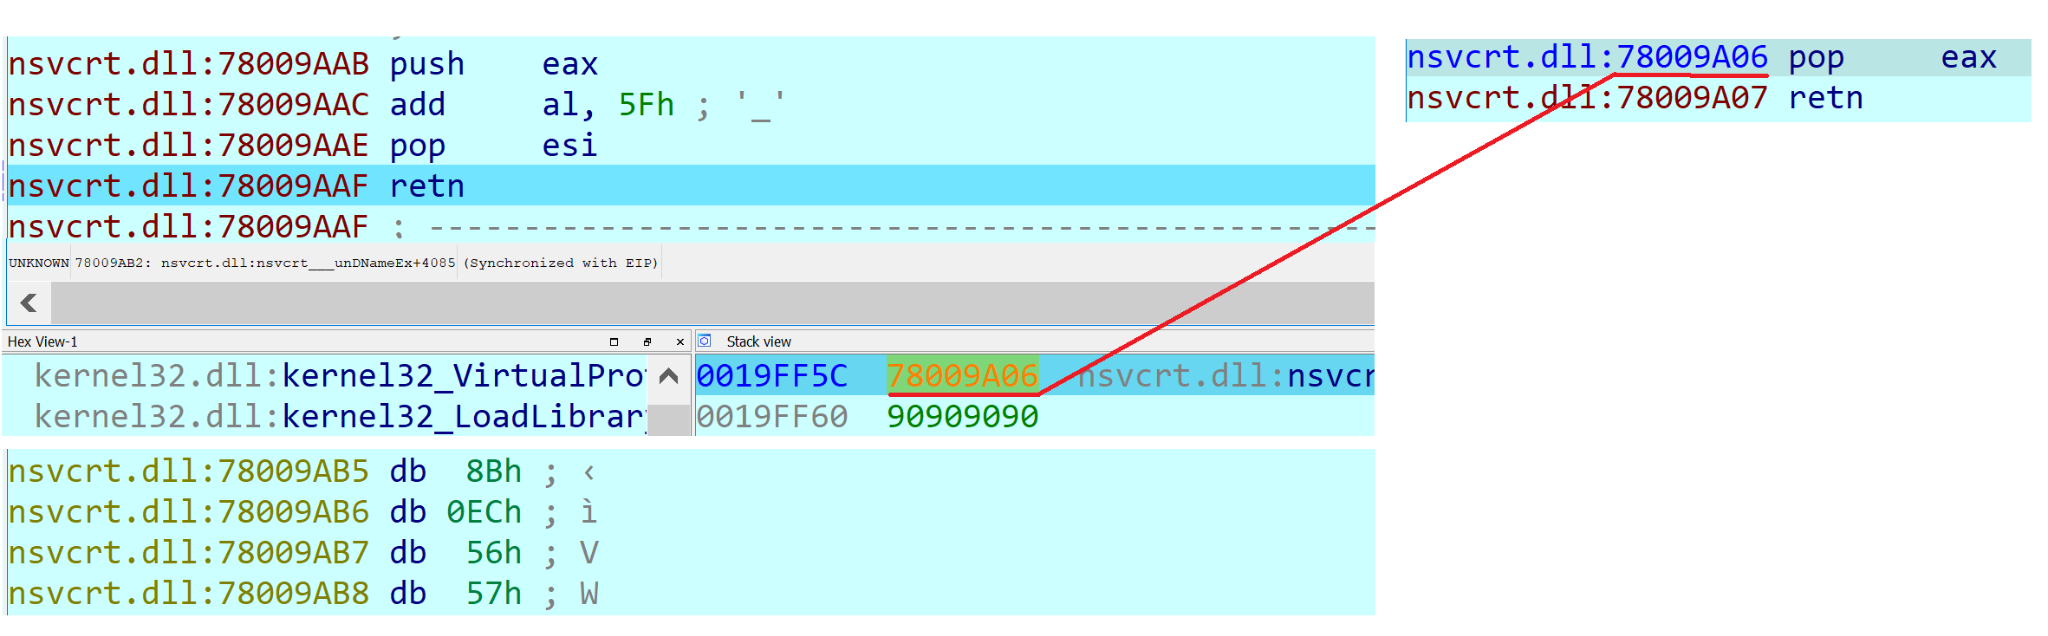 nsvcrt.dll:78009AAB push eax
nsvcrt.dll:78009AAC add al, 5Fh ; '_'
nsvcrt.dll:78009AAE pop esi
nsvcrt.dll:78009AAF retn
nsvcrt.dll:78009AAF ; --------------------------------------------------
UNKNOWN 78009AB2: nsvcrt.dll:nsvcrt___unDNameEx+4085 (Synchronized with EIP)
Hex View-1
kernel32.dll:kernel32_VirtualPro
kernel32.dll:kernel32_LoadLibrar
Stack view
0019FF5C 78009A06 nsvcrt.dll:nsvcr
0019FF60 90909090
nsvcrt.dll:78009AB5 db 8Bh ; ‹
nsvcrt.dll:78009AB6 db 0ECh ; ì
nsvcrt.dll:78009AB7 db 56h ; V
nsvcrt.dll:78009AB8 db 57h ; W
nsvcrt.dll:78009A06 pop eax
nsvcrt.dll:78009A07 retn